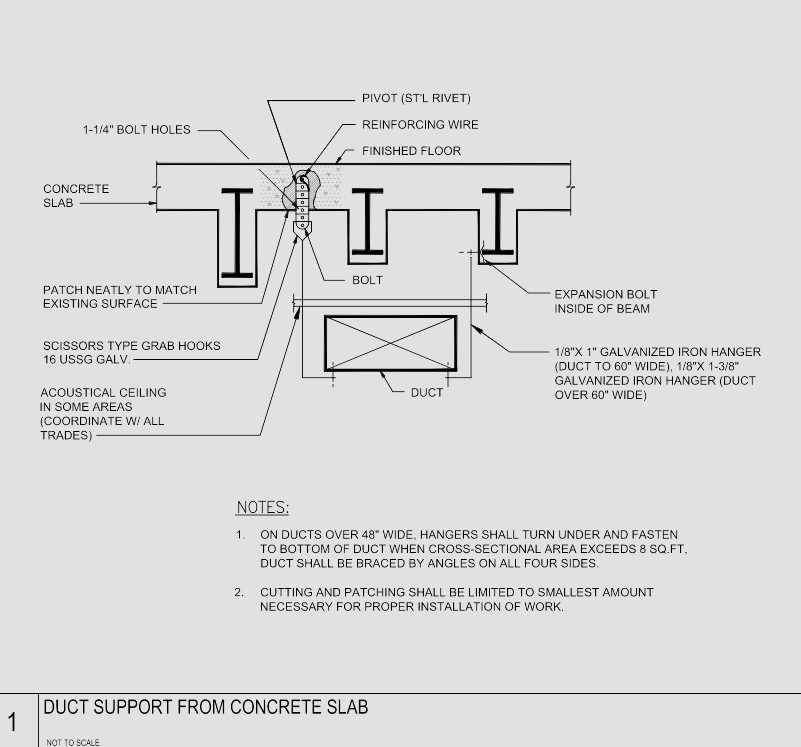 PIVOT (ST'L RIVET)
1-1/4" BOLT HOLES
REINFORCING WIRE
FINISHED FLOOR
CONCRETE
SLAB
BOLT
PATCH NEATLY TO MATCH
EXISTING SURFACE
EXPANSION BOLT
INSIDE OF BEAM
SCISSORS TYPE GRAB HOOKS
16 USSG GALV.
1/8"X 1" GALVANIZED IRON HANGER
(DUCT TO 60" WIDE), 1/8"X 1-3/8"
GALVANIZED IRON HANGER (DUCT
OVER 60" WIDE)
ACOUSTICAL CEILING
IN SOME AREAS
(COORDINATE W/ ALL
TRADES)
DUCT
NOTES:
1. ON DUCTS OVER 48" WIDE, HANGERS SHALL TURN UNDER AND FASTEN
TO BOTTOM OF DUCT WHEN CROSS-SECTIONAL AREA EXCEEDS 8 SQ.FT,
DUCT SHALL BE BRACED BY ANGLES ON ALL FOUR SIDES.
2. CUTTING AND PATCHING SHALL BE LIMITED TO SMALLEST AMOUNT
NECESSARY FOR PROPER INSTALLATION OF WORK.
1 DUCT SUPPORT FROM CONCRETE SLAB
NOT TO SCALE